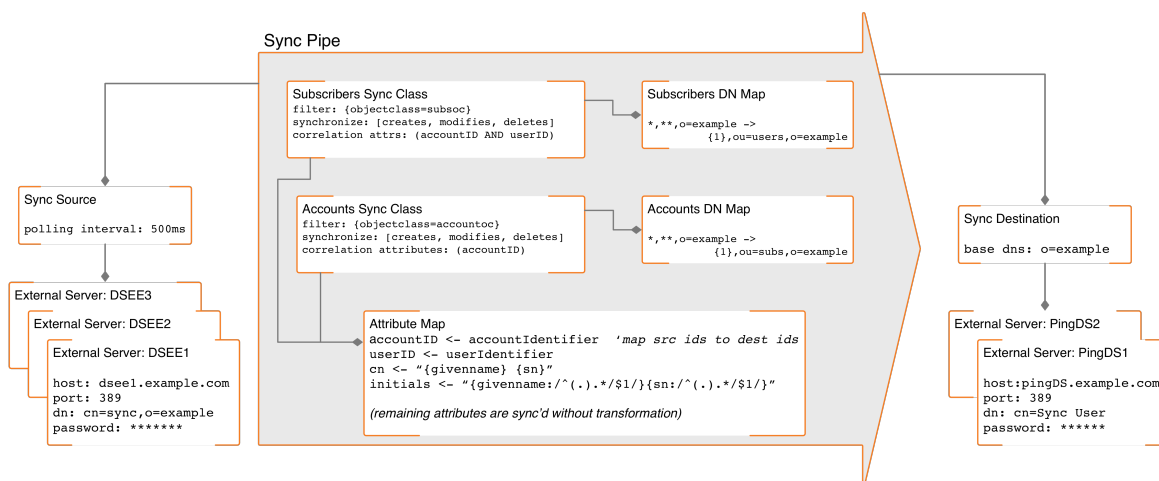 Sync Pipe
Subscribers Sync Class
filter: {objectclass=subsoc}
synchronize: [creates, modifies, deletes]
correlation attrs: (accountID AND userID)
Subscribers DN Map
*,**,o=example ->
{1},ou=users,o=example
Sync Source
polling interval: 500ms
Accounts Sync Class
filter: {objectclass=accountoc}
synchronize: [creates, modifies, deletes]
correlation attributes: (accountID)
Accounts DN Map
*,**,o=example ->
{1},ou=subs,o=example
Sync Destination
base dns: o=example
External Server: DSEE3
External Server: DSEE2
External Server: DSEE1
host: dsee1.example.com
port: 389
dn: cn=sync,o=example
password: *******
Attribute Map
accountID <- accountIdentifier ‘map src ids to dest ids
userID <- userIdentifier
cn <- “{givenname} {sn}”
initials <- “{givenname:/^(.).*/$1/}{sn:/^(.).*/$1/}”
(remaining attributes are sync’d without transformation)
External Server: PingDS2
External Server: PingDS1
host:pingDS.example.com
port: 389
dn: cn=Sync User
password: ******